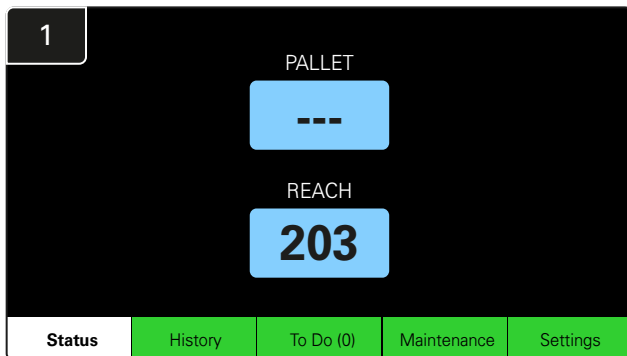 1
PALLET
---
REACH
203
Status History To Do (0) Maintenance Settings